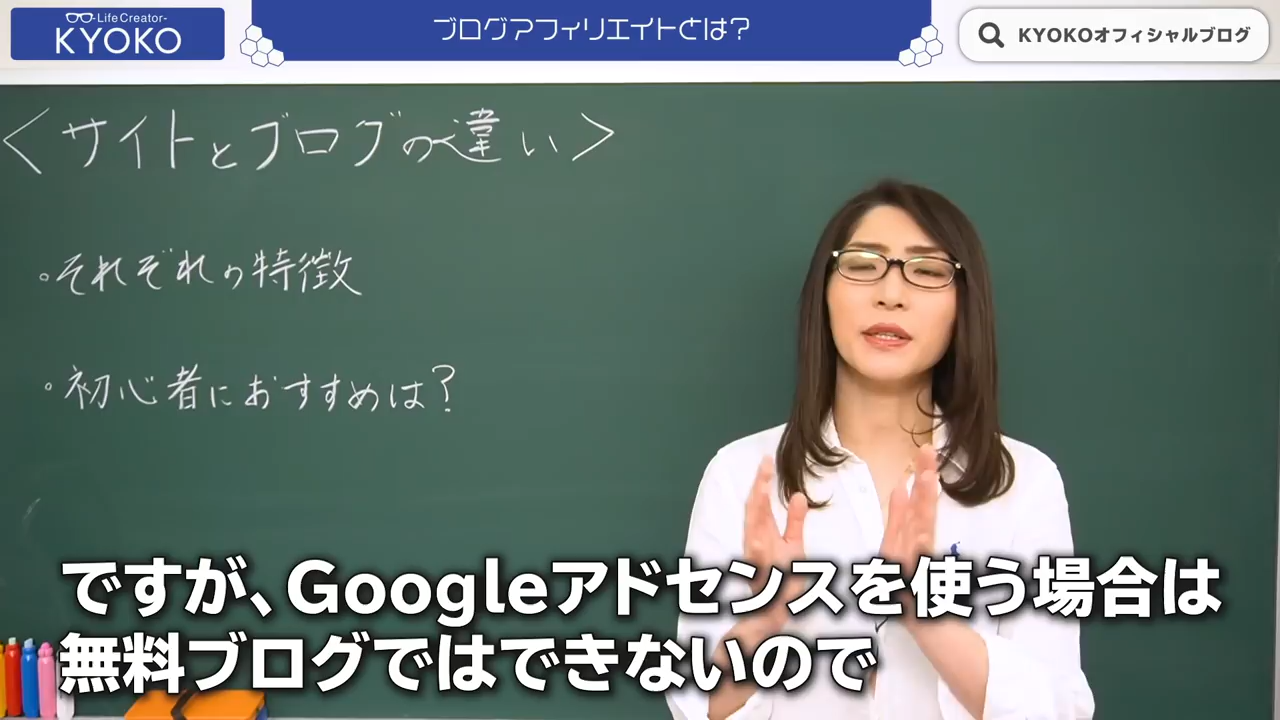 -Life Creator-
KYOKO
ブログアフィリエイトとは？
KYOKOオフィシャルブログ
＜サイトとブログの違い＞
・それぞれの特徴
・初心者におすすめは？
ですが、Googleアドセンスを使う場合は
無料ブログではできないので